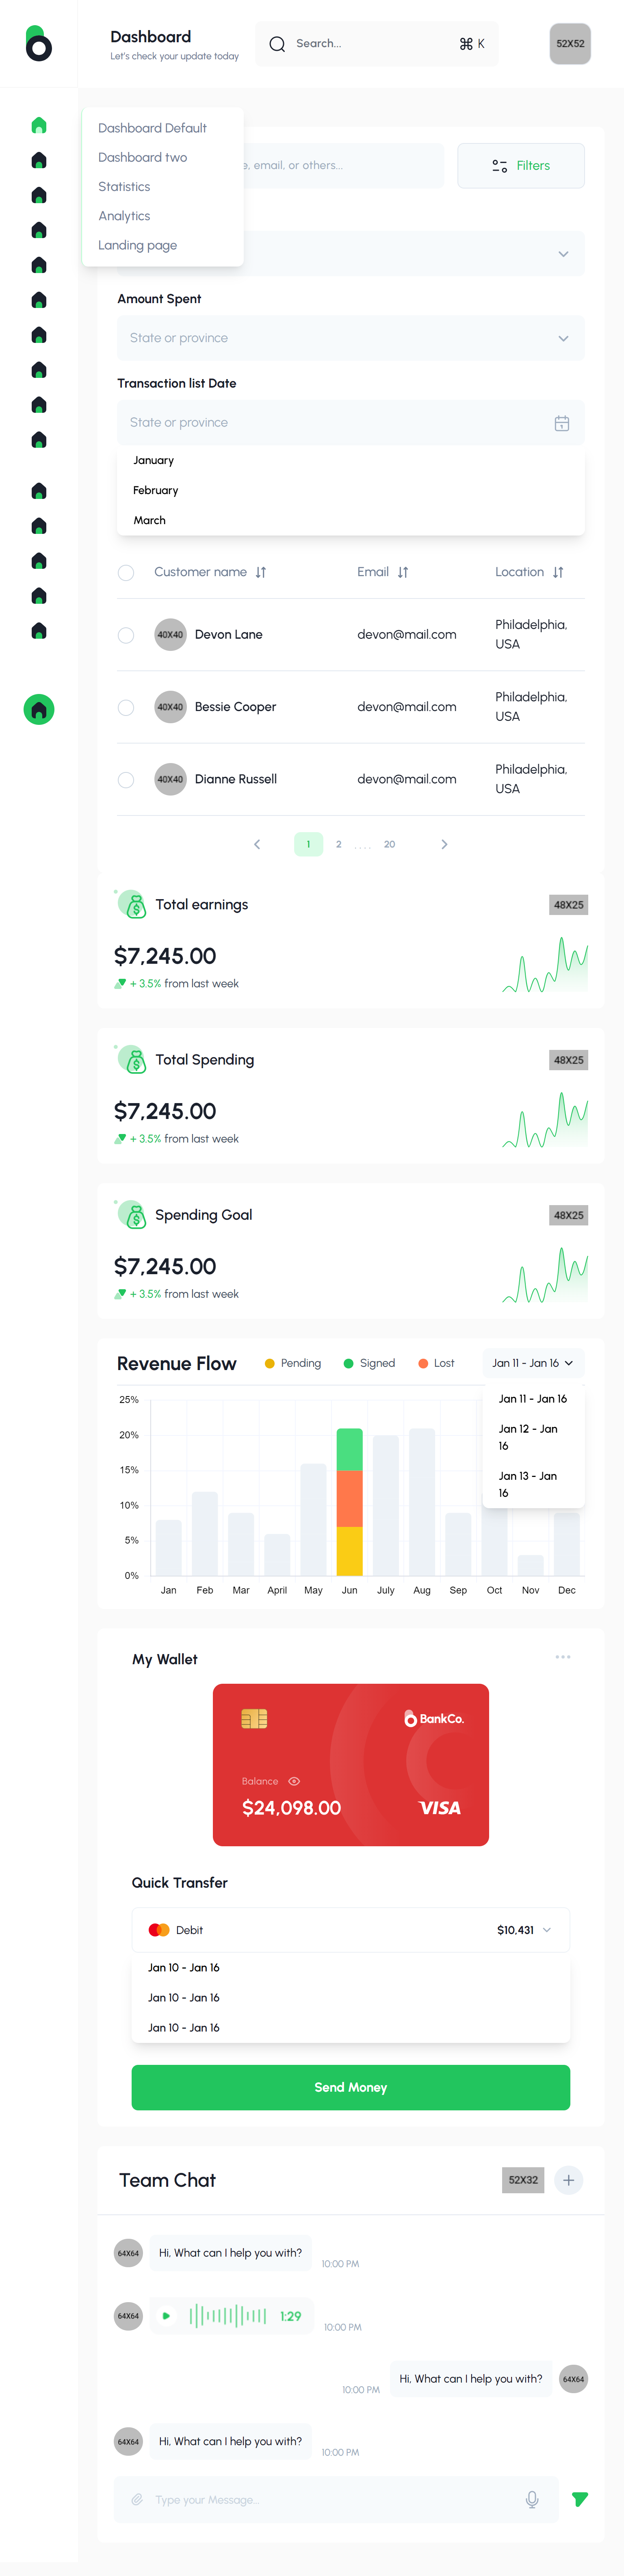 Dashboard
Let's check your update today
Search...
⌘ K
52X52
Dashboard Default
Dashboard two
Statistics
Analytics
Landing page
, email, or others...
Filters
Amount Spent
State or province
Transaction list Date
State or province
January
February
March
Customer name
Email
Location
40X40
Devon Lane
devon@mail.com
Philadelphia,
USA
40X40
Bessie Cooper
devon@mail.com
Philadelphia,
USA
40X40
Dianne Russell
devon@mail.com
Philadelphia,
USA
1
2
....
20
Total earnings
48X25
$7,245.00
+ 3.5% from last week
Total Spending
48X25
$7,245.00
+ 3.5% from last week
Spending Goal
48X25
$7,245.00
+ 3.5% from last week
Revenue Flow
Pending
Signed
Lost
Jan 11 - Jan 16
Jan 11 - Jan 16
Jan 12 - Jan
16
Jan 13 - Jan
16
25%
20%
15%
10%
5%
0%
Jan
Feb
Mar
April
May
Jun
July
Aug
Sep
Oct
Nov
Dec
My Wallet
BankCo.
Balance
$24,098.00
VISA
Quick Transfer
Debit
$10,431
Jan 10 - Jan 16
Jan 10 - Jan 16
Jan 10 - Jan 16
Send Money
Team Chat
52X32
64X64
Hi, What can I help you with?
10:00 PM
64X64
1:29
10:00 PM
10:00 PM
Hi, What can I help you with?
64X64
64X64
Hi, What can I help you with?
10:00 PM
Type your Message...